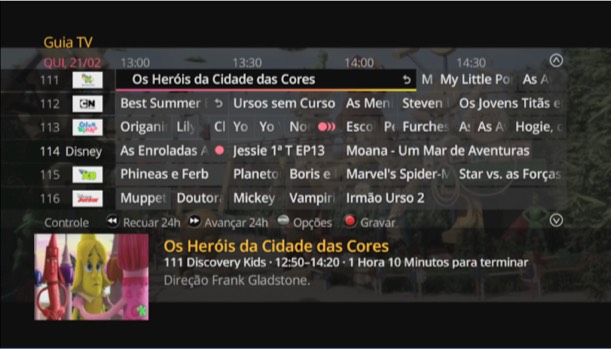 Guia TV
QUI, 21/02 13:00 13:30 14:00 14:30
111 Os Heróis da Cidade das Cores M My Little Po As A
112 CN Best Summer Ursos sem Curso As Men Steven Os Jovens Titãs e
113 Origani Lily Cl Yo Yo No Esco Pe Furches A As A Hogie, c
114 Disney As Enroladas A Jessie 1ª T EP13 Moana - Um Mar de Aventuras
115 Phineas e Ferb Planeto Boris e Marvel's Spider-M Star vs. as Forças
116 Muppet Doutora Mickey Vampiri Irmão Urso 2
Controle Recuar 24h Avançar 24h Opções Gravar
Os Heróis da Cidade das Cores
111 Discovery Kids · 12:50–14:20 · 1 Hora 10 Minutos para terminar
Direção Frank Gladstone.